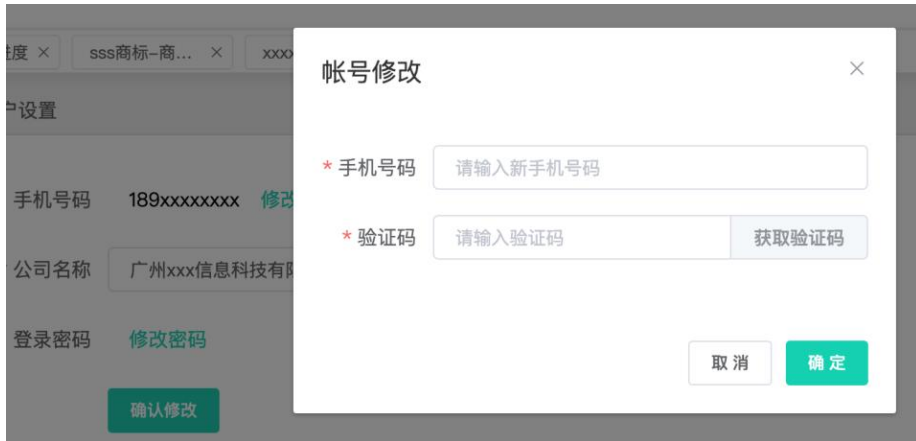 度 ×
sss商标-商... ×
xxxx
户设置
手机号码 189xxxxxxxxx 修改
公司名称 广州xxx信息科技有限
登录密码 修改密码
确认修改
帐号修改
* 手机号码 请输入新手机号码
* 验证码 请输入验证码 获取验证码
取消 确定